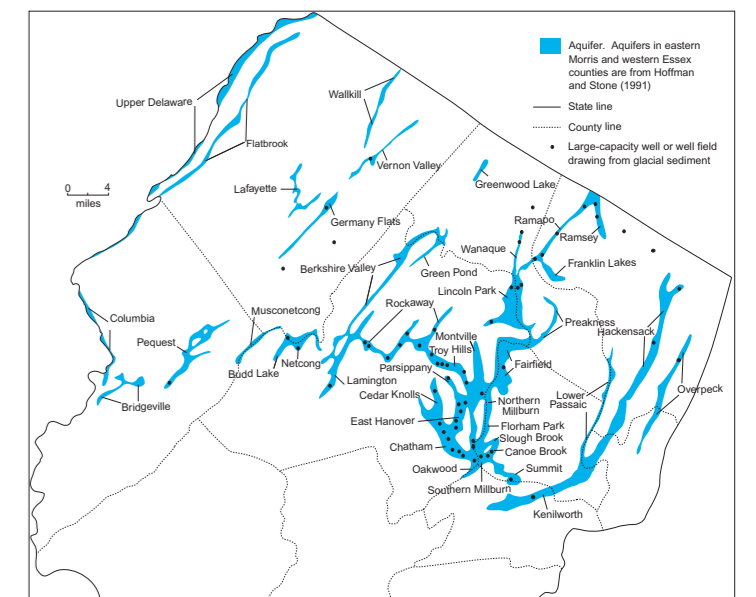 Aquifer. Aquifers in eastern
Morris and western Essex
counties are from Hoffman
and Stone (1991)
State line
County line
Large-capacity well or well field
drawing from glacial sediment
Upper Delaware
Wallkill
Flatbrook
Vernon Valley
Lafayette
0 4
miles
Germany Flats
Greenwood Lake
Ramapo
Ramsey
Wanaque
Franklin Lakes
Berkshire Valley
Green Pond
Lincoln Park
Rockaway
Columbia
Musconetcong
Preakness
Hackensack
Pequest
Montville
Troy Hills
Budd Lake
Netcong
Parsippany
Fairfield
Lamington
Overpeck
Cedar Knolls
Lower
Passaic
Bridgeville
Northern
Millburn
East Hanover
Florham Park
Slough Brook
Chatham
Canoe Brook
Oakwood
Summit
Southern Millburn
Kenilworth